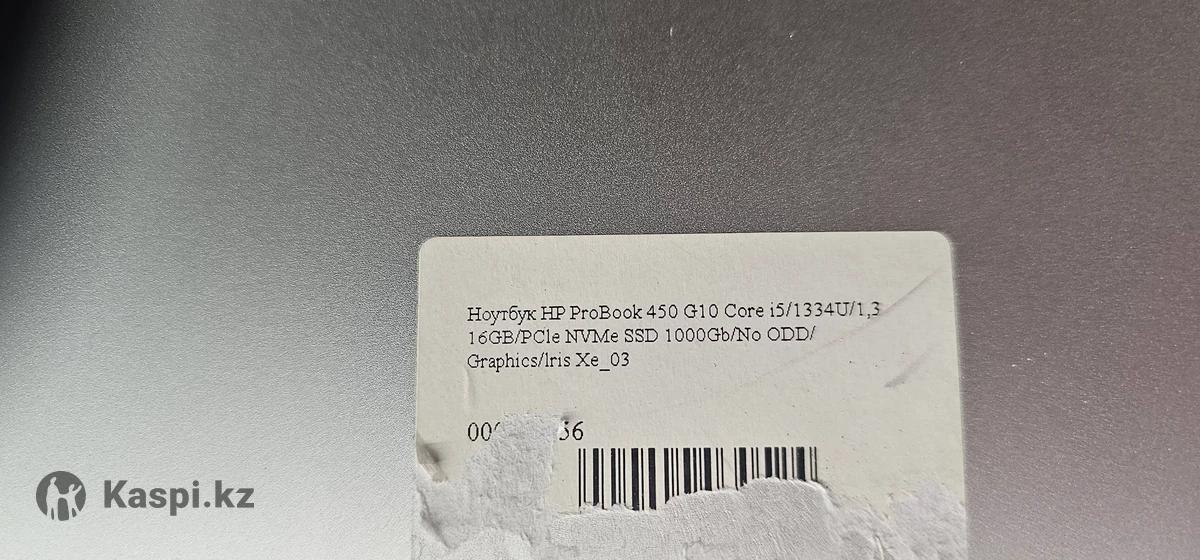 Ноутбук HP ProBook 450 G10 Core i5/1334U/1,3
16GB/PCIe NVMe SSD 1000Gb/No ODD/
Graphics/Iris Xe_03
Kaspi.kz